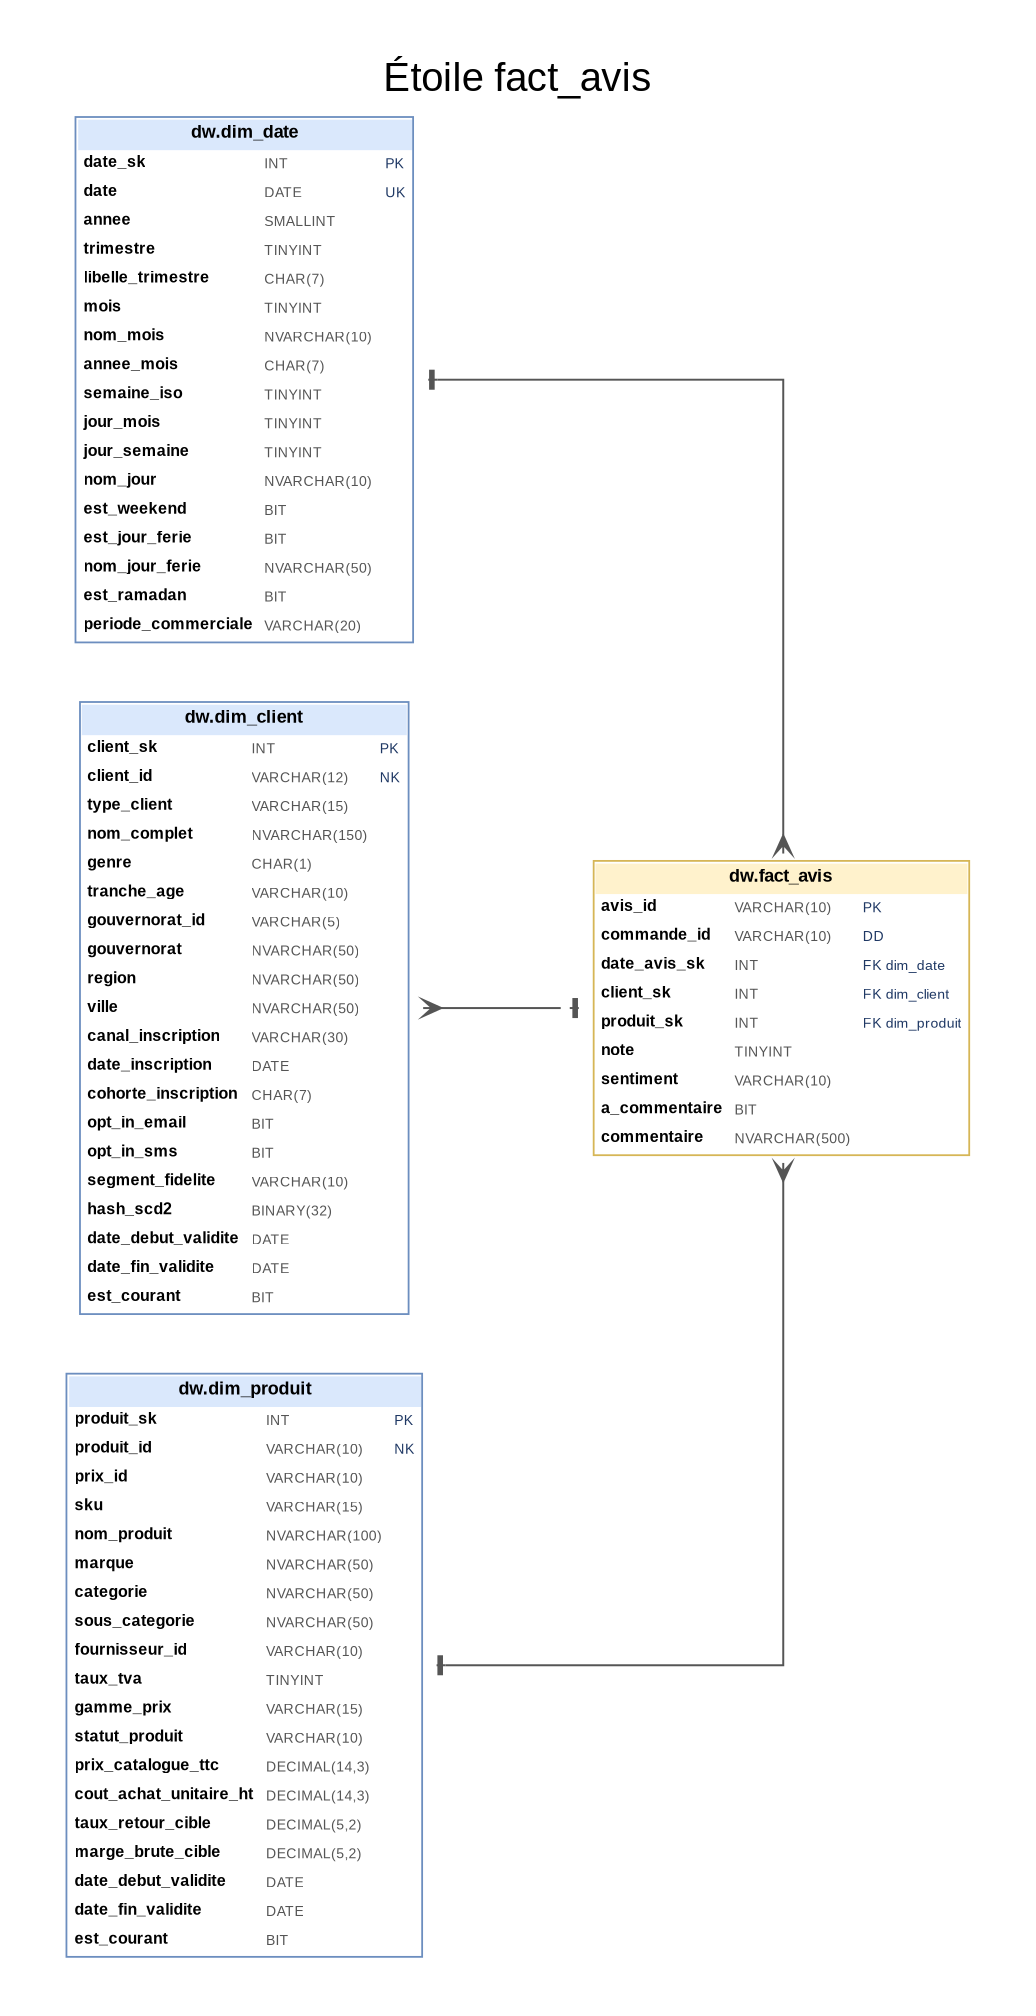 Étoile fact_avis
dw.dim_date
date_sk INT PK
date DATE UK
annee SMALLINT
trimestre TINYINT
libelle_trimestre CHAR(7)
mois TINYINT
nom_mois NVARCHAR(10)
annee_mois CHAR(7)
semaine_iso TINYINT
jour_mois TINYINT
jour_semaine TINYINT
nom_jour NVARCHAR(10)
est_weekend BIT
est_jour_ferie BIT
nom_jour_ferie NVARCHAR(50)
est_ramadan BIT
periode_commerciale VARCHAR(20)
dw.dim_client
client_sk INT PK
client_id VARCHAR(12) NK
type_client VARCHAR(15)
nom_complet NVARCHAR(150)
genre CHAR(1)
tranche_age VARCHAR(10)
gouvernorat_id VARCHAR(5)
gouvernorat NVARCHAR(50)
region NVARCHAR(50)
ville NVARCHAR(50)
canal_inscription VARCHAR(30)
date_inscription DATE
cohorte_inscription CHAR(7)
opt_in_email BIT
opt_in_sms BIT
segment_fidelite VARCHAR(10)
hash_scd2 BINARY(32)
date_debut_validite DATE
date_fin_validite DATE
est_courant BIT
dw.fact_avis
avis_id VARCHAR(10) PK
commande_id VARCHAR(10) DD
date_avis_sk INT FK dim_date
client_sk INT FK dim_client
produit_sk INT FK dim_produit
note TINYINT
sentiment VARCHAR(10)
a_commentaire BIT
commentaire NVARCHAR(500)
dw.dim_produit
produit_sk INT PK
produit_id VARCHAR(10) NK
prix_id VARCHAR(10)
sku VARCHAR(15)
nom_produit NVARCHAR(100)
marque NVARCHAR(50)
categorie NVARCHAR(50)
sous_categorie NVARCHAR(50)
fournisseur_id VARCHAR(10)
taux_tva TINYINT
gamme_prix VARCHAR(15)
statut_produit VARCHAR(10)
prix_catalogue_ttc DECIMAL(14,3)
cout_achat_unitaire_ht DECIMAL(14,3)
taux_retour_cible DECIMAL(5,2)
marge_brute_cible DECIMAL(5,2)
date_debut_validite DATE
date_fin_validite DATE
est_courant BIT